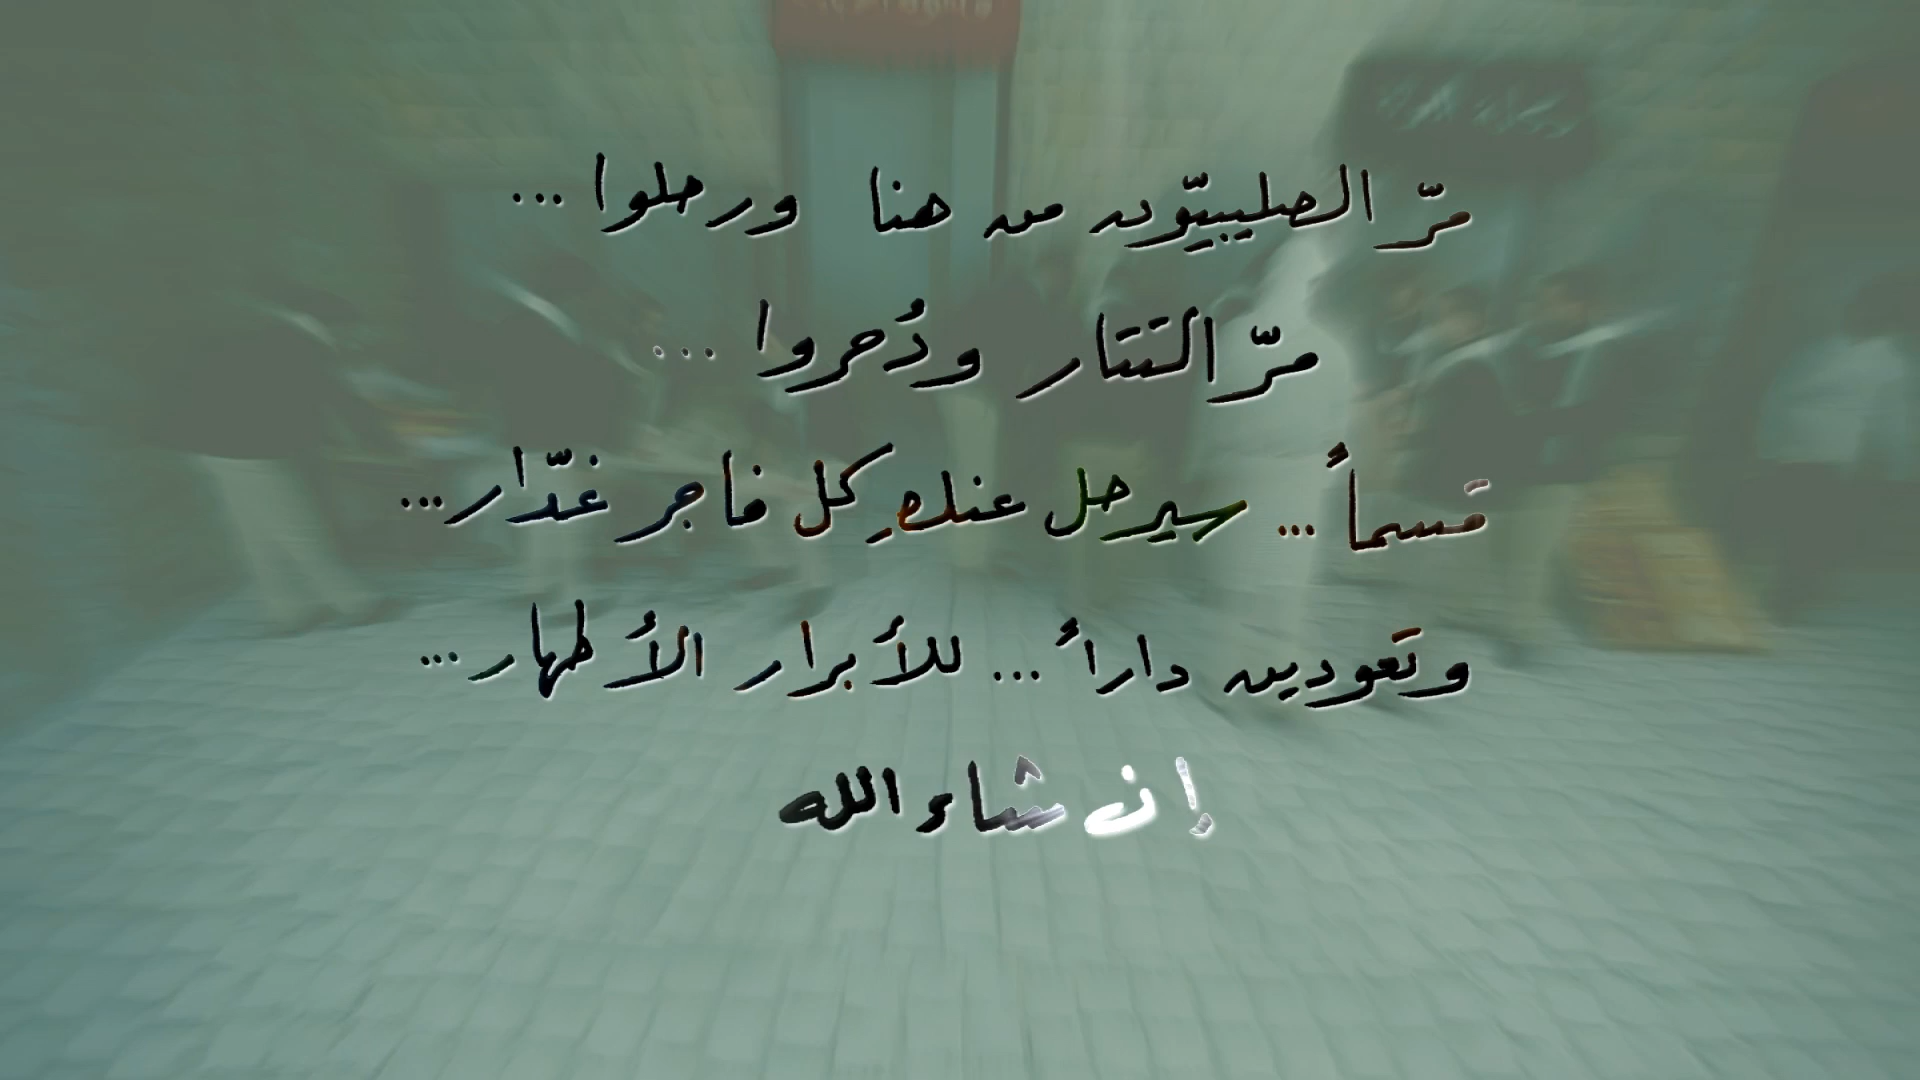 مرّ الصليبيّون من هنا ورحلوا ...
مرّ التتار ودُحروا ...
قسماً ... سيرحل عنكِ كل فاجر غدّار...
وتعودين داراً ... للأبرار الأطهار...
إن شاء الله